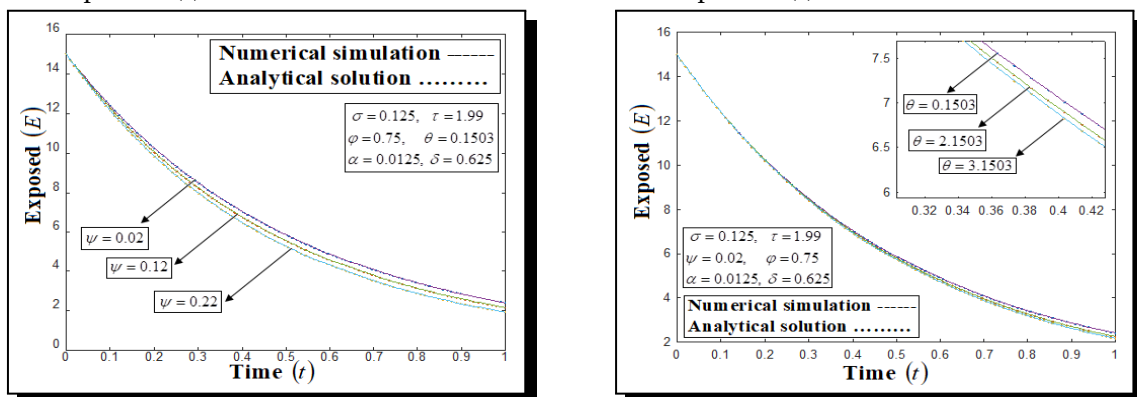 16
14
12
10
8
6
4
2
0
Exposed (E)
Numerical simulation ------
Analytical solution .........
σ = 0.125, τ = 1.99
φ = 0.75, θ = 0.1503
α = 0.0125, δ = 0.625
ψ = 0.02
ψ = 0.12
ψ = 0.22
0 0.1 0.2 0.3 0.4 0.5 0.6 0.7 0.8 0.9 1
Time (t)
16
14
12
10
8
6
4
2
Exposed (E)
7.5
7
6.5
6
θ = 0.1503
θ = 2.1503
θ = 3.1503
0.32 0.34 0.36 0.38 0.4 0.42
σ = 0.125, τ = 1.99
ψ = 0.02, φ = 0.75
α = 0.0125, δ = 0.625
Numerical simulation ------
Analytical solution .........
0 0.1 0.2 0.3 0.4 0.5 0.6 0.7 0.8 0.9 1
Time (t)